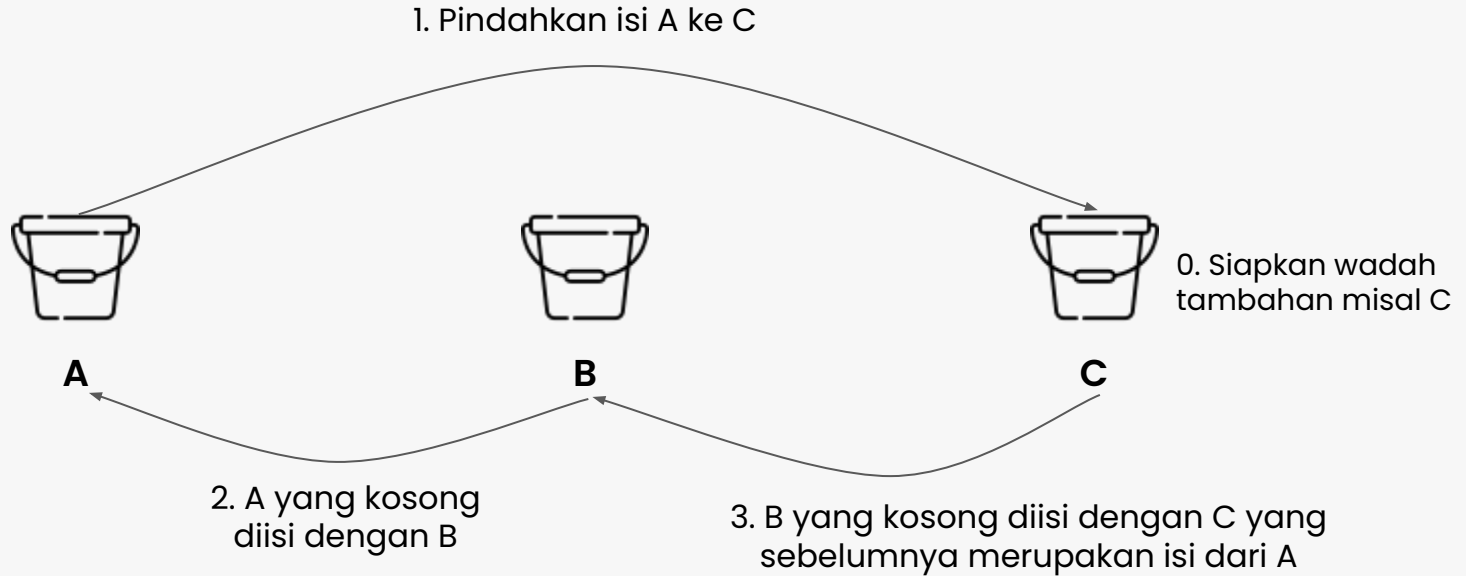 1. Pindahkan isi A ke C
0. Siapkan wadah
tambahan misal C
A
B
C
2. A yang kosong
diisi dengan B
3. B yang kosong diisi dengan C yang
sebelumnya merupakan isi dari A